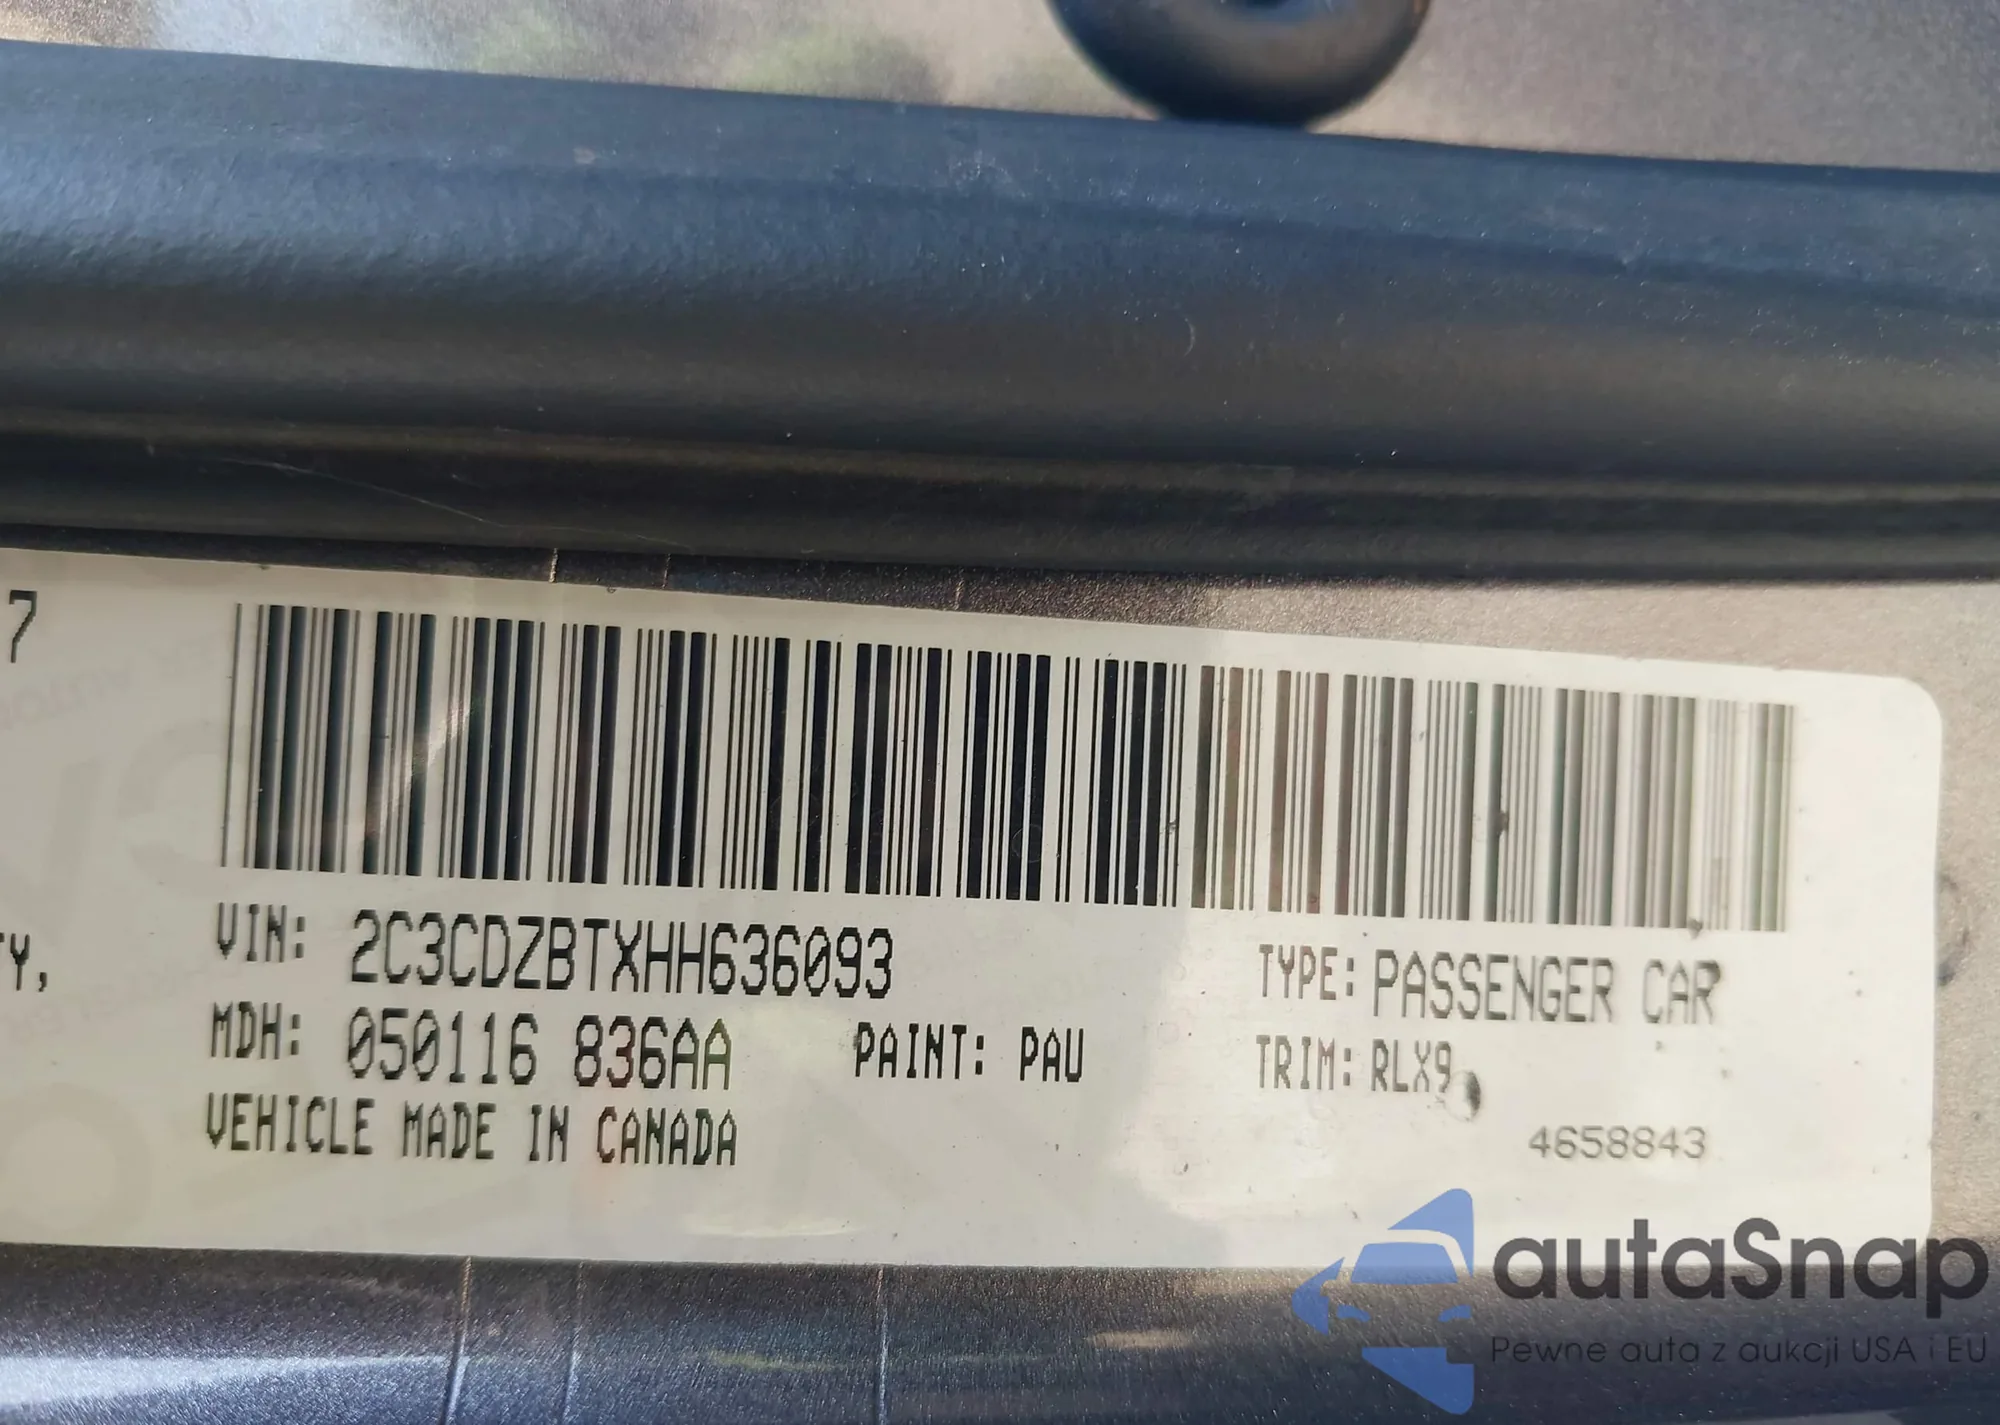 7
TY,
VIN: 2C3CDZBTXHH636093
TYPE: PASSENGER CAR
MDH: 050116 836AA
PAINT: PAU
TRIM: RLX9
VEHICLE MADE IN CANADA
4658843
autaSnap
Pewne auta z aukcji USA i EU